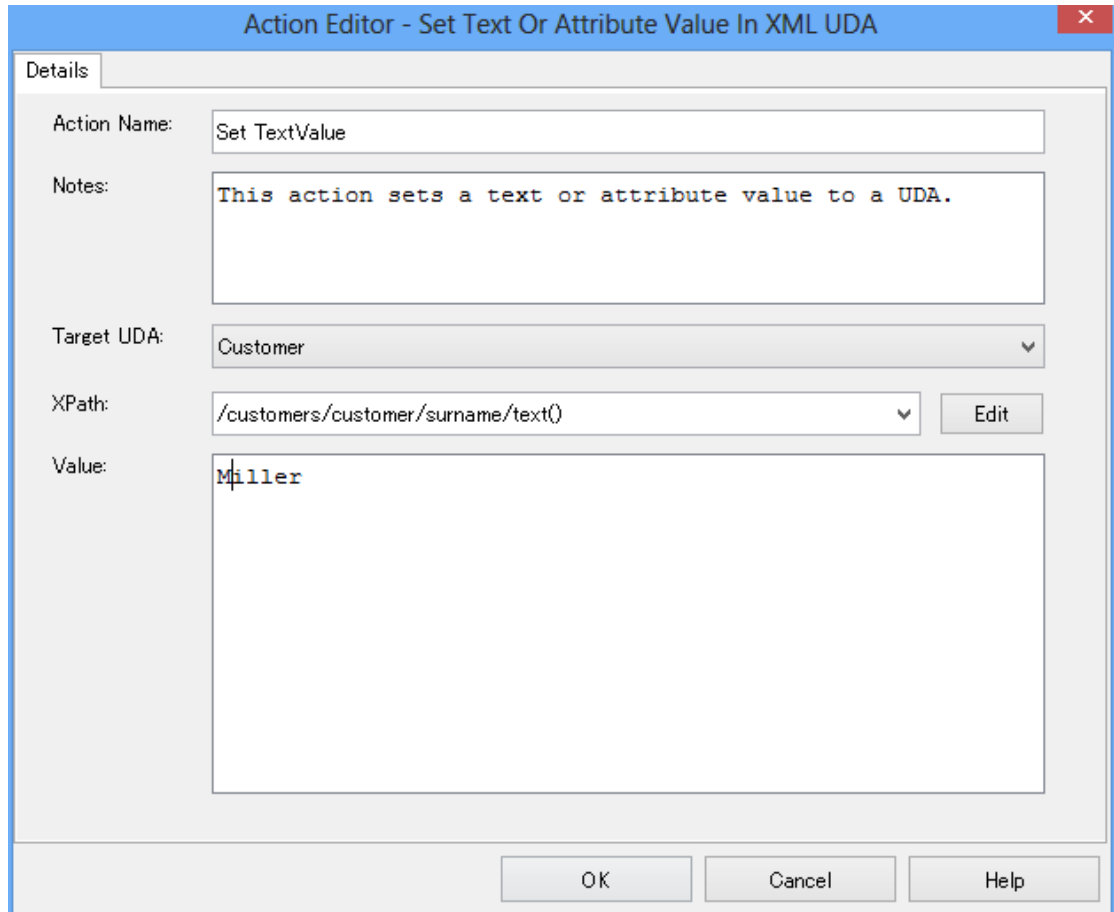 Action Editor - Set Text Or Attribute Value In XML UDA
Details
Action Name: Set TextValue
Notes: This action sets a text or attribute value to a UDA.
Target UDA: Customer
XPath: /customers/customer/surname/text() Edit
Value: Miller
OK Cancel Help